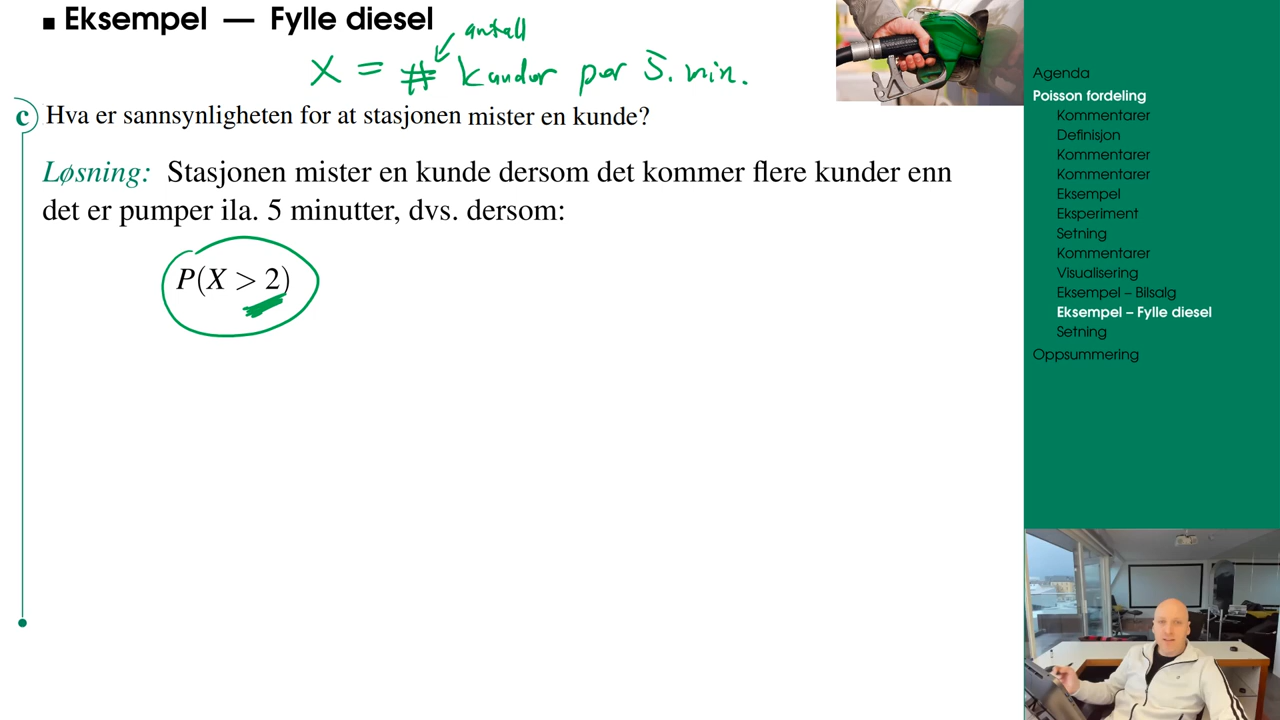 Eksempel — Fylle diesel
antall
X = # kunder per 5. min.
c Hva er sannsynligheten for at stasjonen mister en kunde?
Løsning: Stasjonen mister en kunde dersom det kommer flere kunder enn
det er pumper ila. 5 minutter, dvs. dersom:
P(X > 2)
Agenda
Poisson fordeling
Kommentarer
Definisjon
Kommentarer
Kommentarer
Eksempel
Eksperiment
Setning
Kommentarer
Visualisering
Eksempel – Bilsalg
Eksempel – Fylle diesel
Setning
Oppsummering